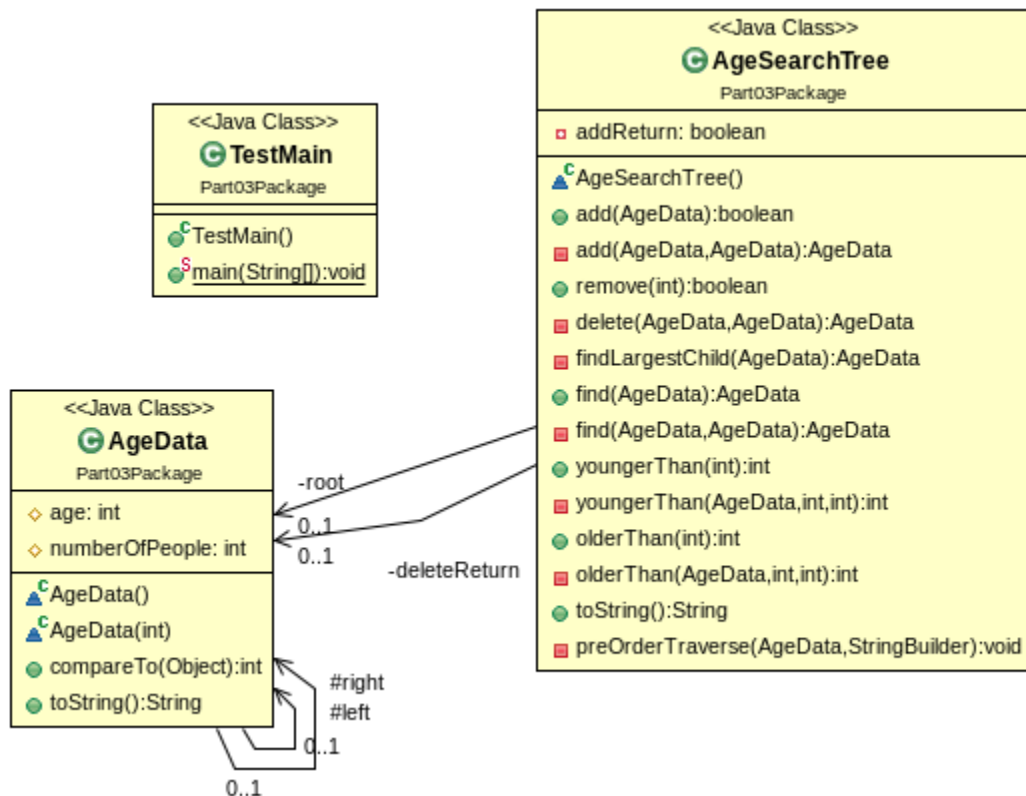 <<Java Class>>
TestMain
Part03Package
TestMain()
main(String[]):void
<<Java Class>>
AgeSearchTree
Part03Package
addReturn: boolean
AgeSearchTree()
add(AgeData):boolean
add(AgeData,AgeData):AgeData
remove(int):boolean
delete(AgeData,AgeData):AgeData
findLargestChild(AgeData):AgeData
find(AgeData):AgeData
find(AgeData,AgeData):AgeData
youngerThan(int):int
youngerThan(AgeData,int,int):int
olderThan(int):int
olderThan(AgeData,int,int):int
toString():String
preOrderTraverse(AgeData,StringBuilder):void
<<Java Class>>
AgeData
Part03Package
age: int
numberOfPeople: int
AgeData()
AgeData(int)
compareTo(Object):int
toString():String
-root
0..1
0..1
-deleteReturn
#right
#left
0..1
0..1